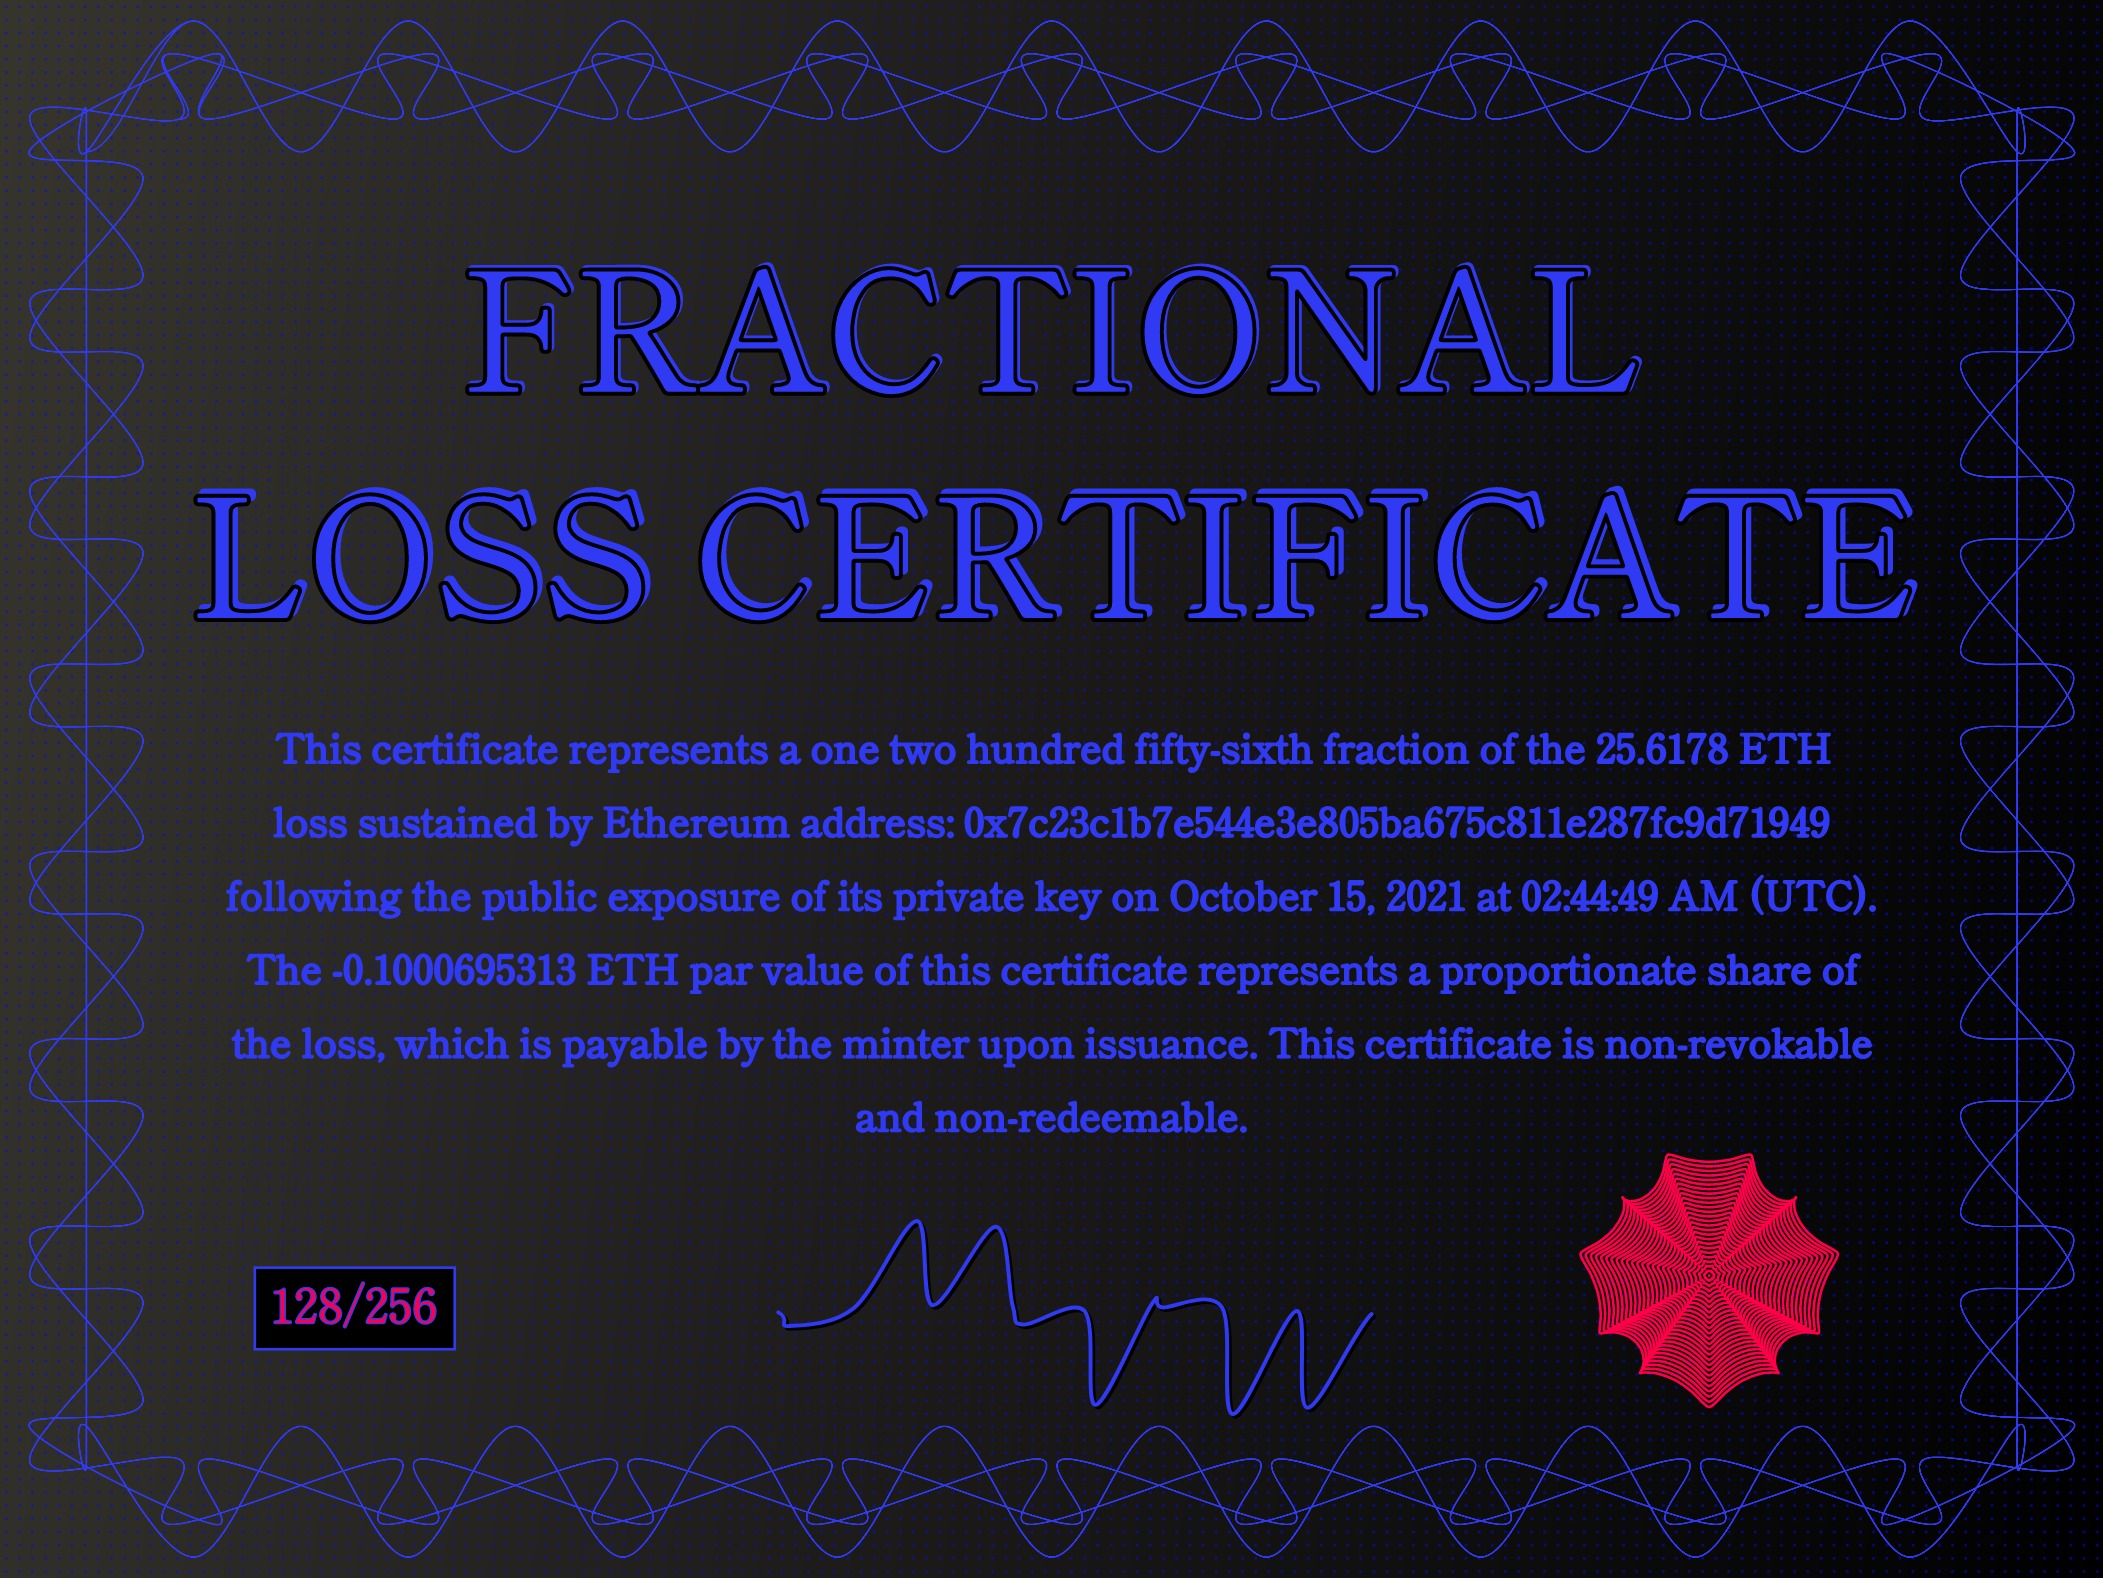 FRACTIONAL
LOSS CERTIFICATE
This certificate represents a one two hundred fifty-sixth fraction of the 25.6178 ETH
loss sustained by Ethereum address: 0x7c23c1b7e544e3e805ba675c811e287fc9d71949
following the public exposure of its private key on October 15, 2021 at 02:44:49 AM (UTC).
The -0.1000695313 ETH par value of this certificate represents a proportionate share of
the loss, which is payable by the minter upon issuance. This certificate is non-revokable
and non-redeemable.
128/256